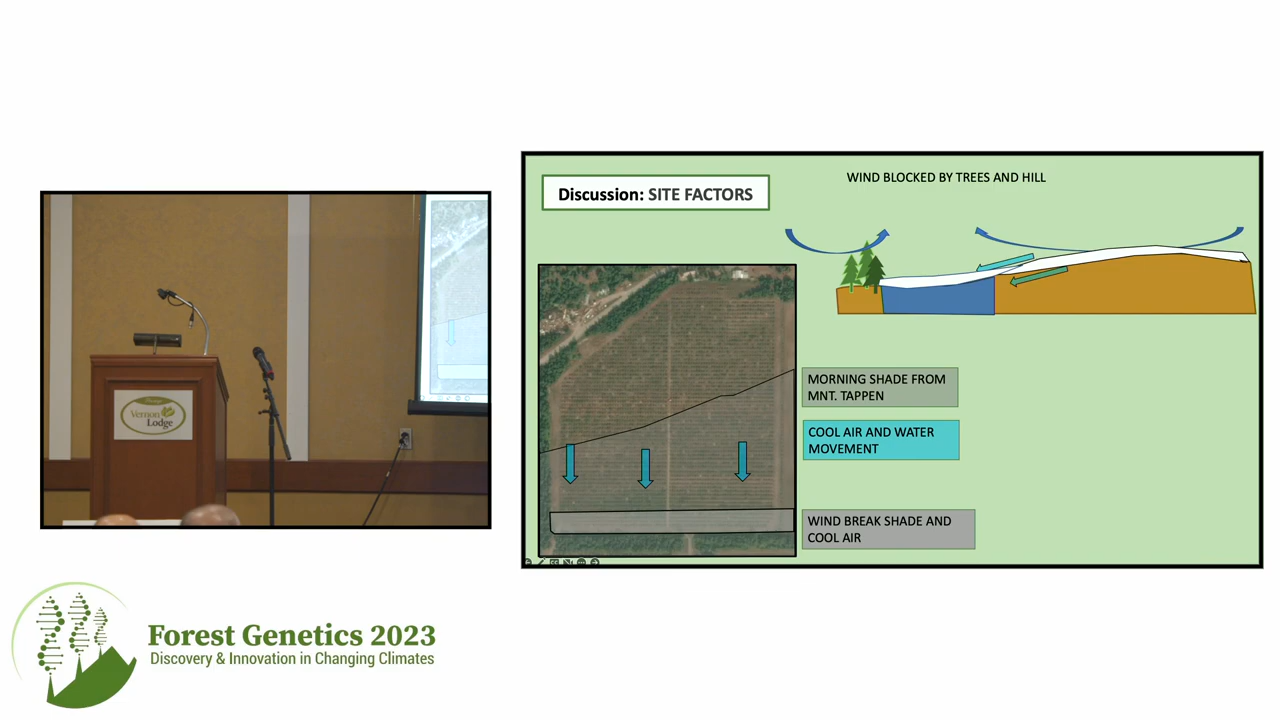 Discussion: SITE FACTORS
WIND BLOCKED BY TREES AND HILL
MORNING SHADE FROM
MNT. TAPPEN
COOL AIR AND WATER
MOVEMENT
WIND BREAK SHADE AND
COOL AIR
Vernon
Lodge
Forest Genetics 2023
Discovery & Innovation in Changing Climates